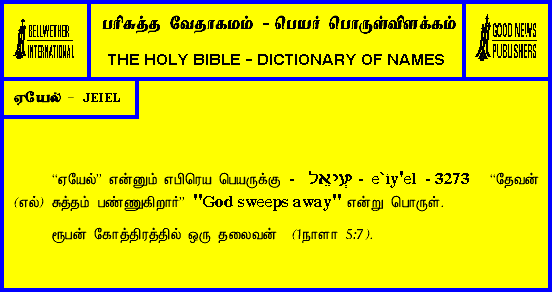 BELLWETHER
INTERNATIONAL
பரிசுத்த வேதாகமம் - பெயர் பொருள்விளக்கம்
THE HOLY BIBLE - DICTIONARY OF NAMES
GOOD NEWS
PUBLISHERS
ஏயேல் - JEIEL
“ஏயேல்” என்னும் எபிரெய பெயருக்கு - יְעִיאֵל - e`iy'el - 3273 “தேவன்
(எல்) சுத்தம் பண்ணுகிறார்” "God sweeps away" என்று பொருள்.
ரூபன் கோத்திரத்தில் ஒரு தலைவன் (1நாளா 5:7).